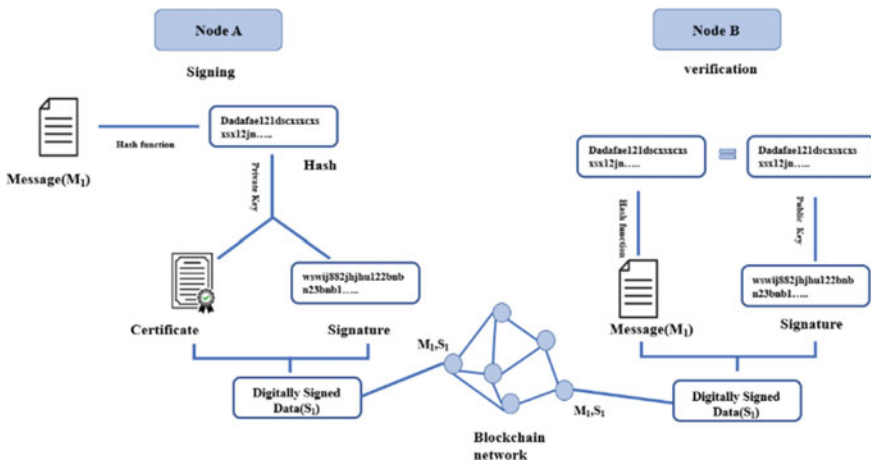 Node A
Signing
Message(M₁)
Hash function
Dadafae121dscxsxcxs
xsx12jn…..
Hash
Private Key
Certificate
wswij882jhjhu122bnb
n23bnb1…..
Signature
Digitally Signed
Data(S₁)
M₁,S₁
Blockchain
network
M₁,S₁
Node B
verification
Dadafae121dscxsxcxs
xsx12jn…..
=
Dadafae121dscxsxcxs
xsx12jn…..
Hash function
Public Key
Message(M₁)
wswij882jhjhu122bnb
n23bnb1…..
Signature
Digitally Signed
Data(S₁)